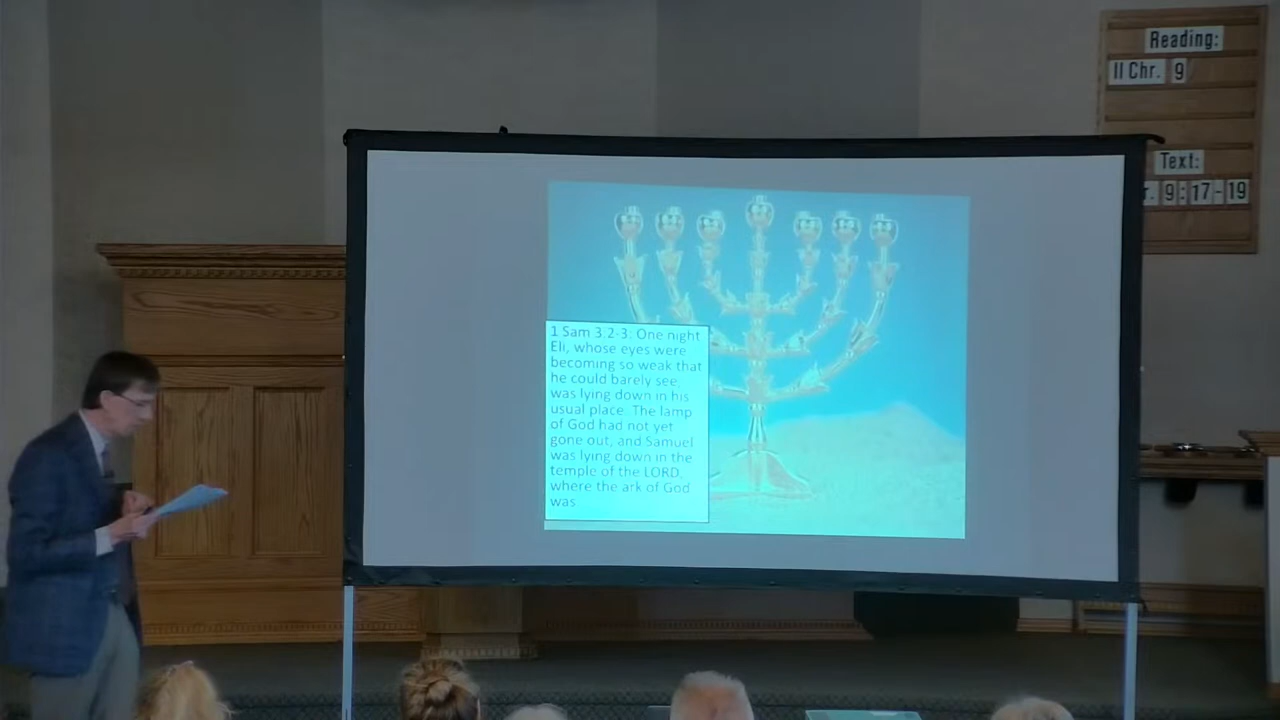 Reading:
II Chr. 9
Text:
r. 9:17-19
1 Sam 3.2-3: One night
Eli, whose eyes were
becoming so weak that
he could barely see,
was lying down in his
usual place. The lamp
of God had not yet
gone out, and Samuel
was lying down in the
temple of the LORD,
where the ark of God
was